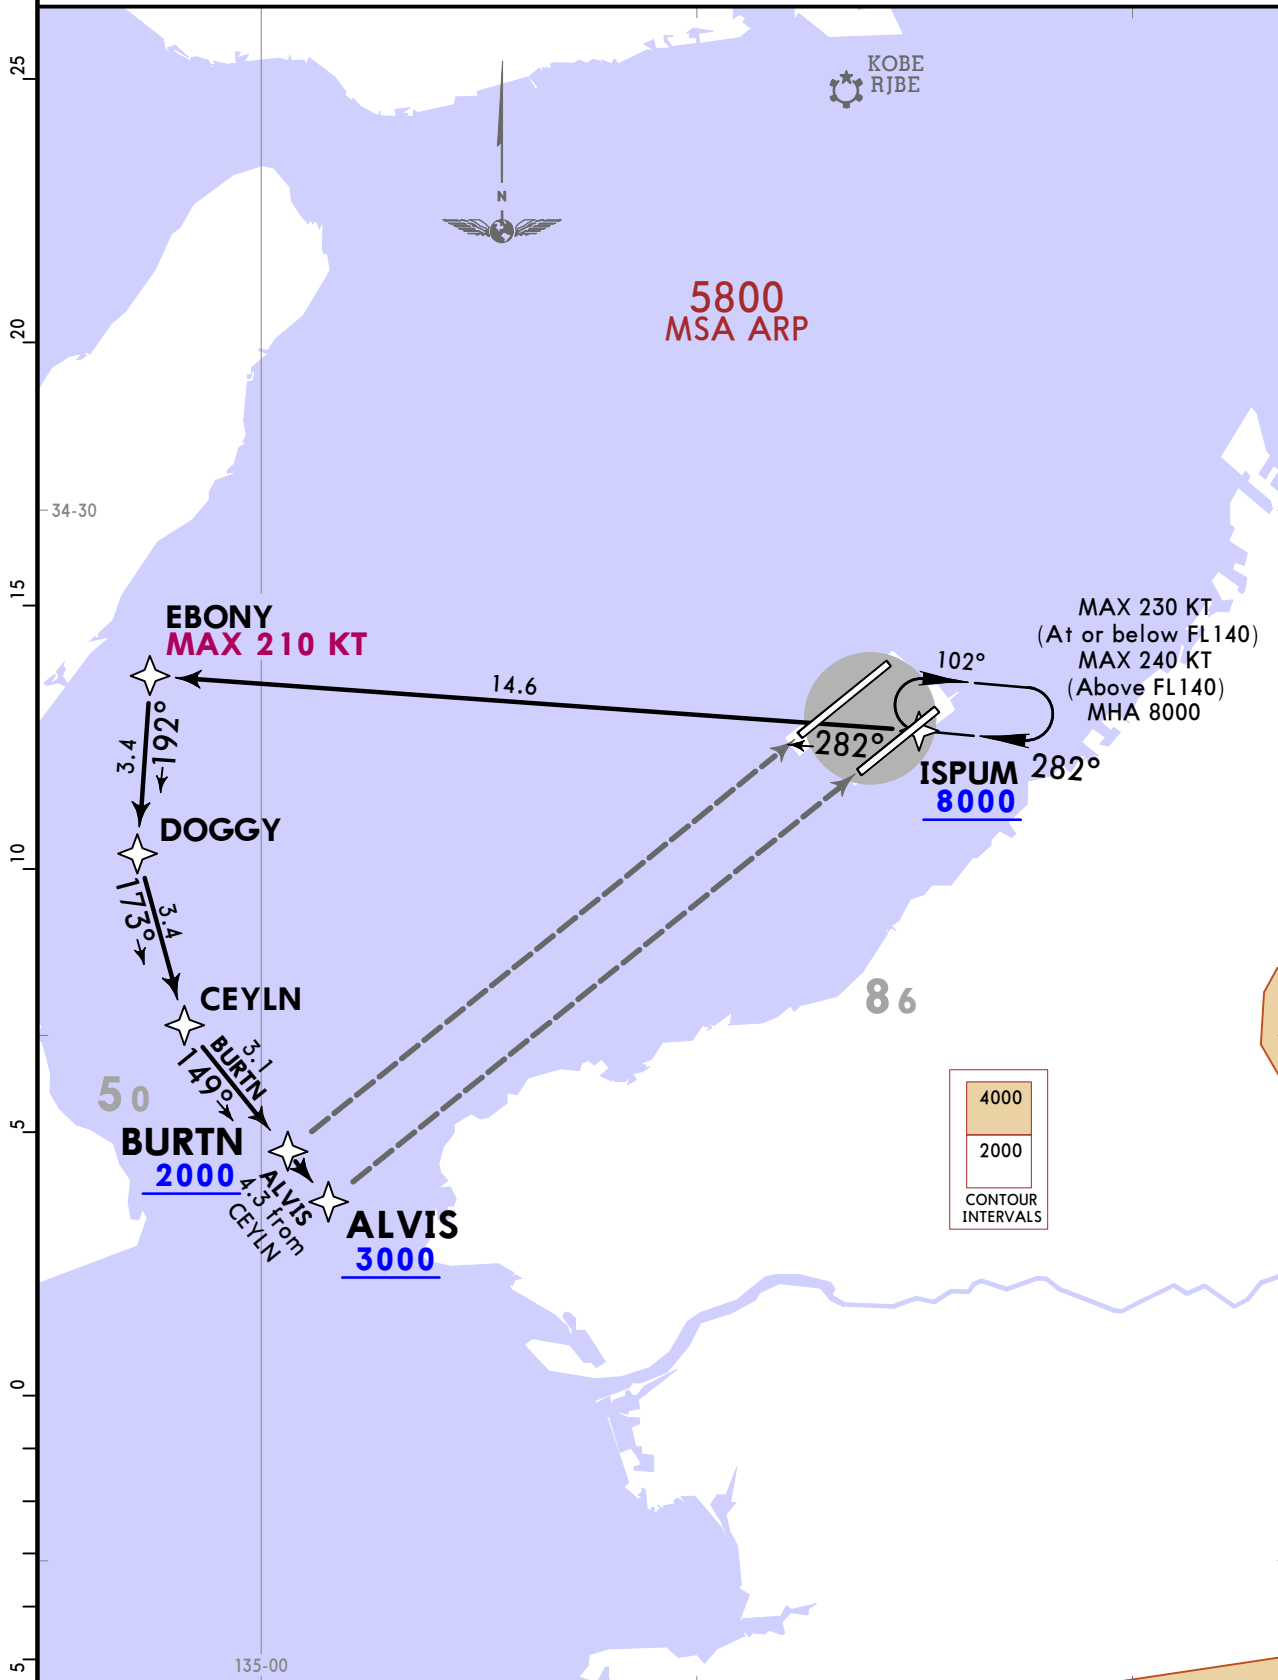 25
KOBE
RJBE
N
5800
MSA ARP
20
34-30
15
EBONY
MAX 210 KT
MAX 230 KT
(At or below FL140)
MAX 240 KT
(Above FL140)
MHA 8000
102°
14.6
282°
282°
ISPUM
8000
3.4
192°
DOGGY
10
173°
3.4
CEYLN
86
3.1
BURTN
149°
50
5
BURTN
2000
ALVIS
4.3 from
CEYLN
ALVIS
3000
4000
2000
CONTOUR
INTERVALS
0
5
135-00